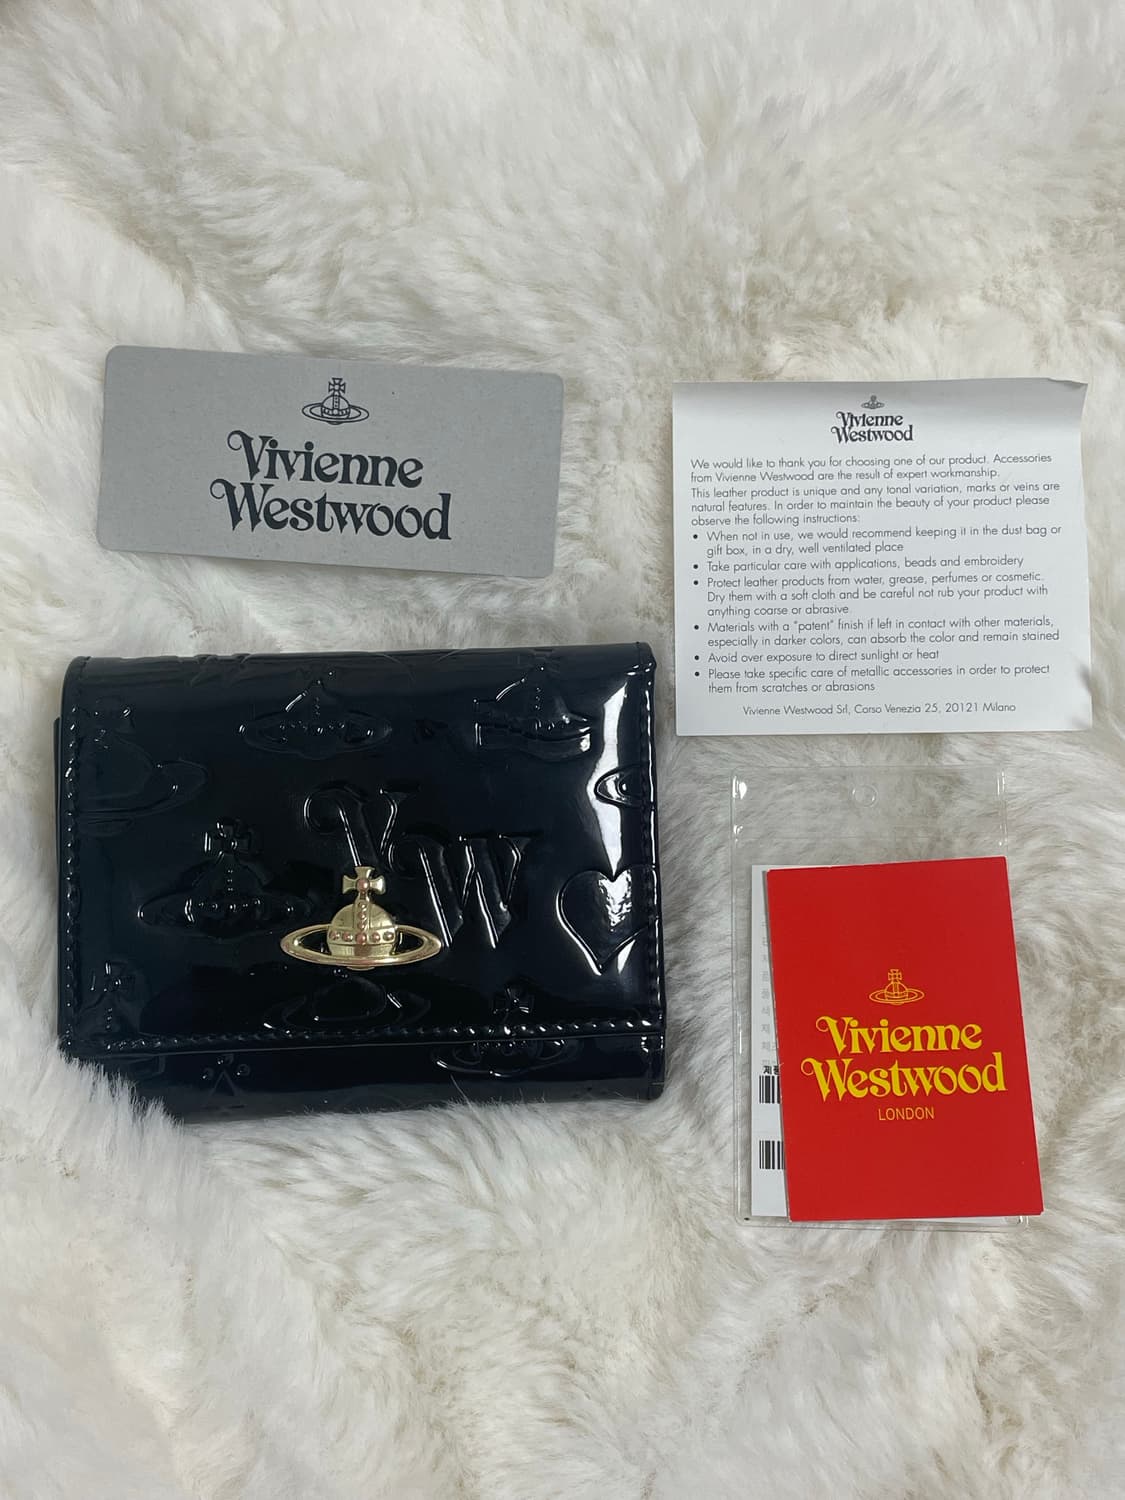 Vivienne
Westwood
Vivienne
Westwood
We would like to thank you for choosing one of our product. Accessories
from Vivienne Westwood are the result of expert workmanship.
This leather product is unique and any tonal variation, marks or veins are
natural features. In order to maintain the beauty of your product please
observe the following instructions:
• When not in use, we would recommend keeping it in the dust bag or
gift box, in a dry, well ventilated place
• Take particular care with applications, beads and embroidery
• Protect leather products from water, grease, perfumes or cosmetic.
Dry them with a soft cloth and be careful not rub your product with
anything coarse or abrasive.
• Materials with a "patent" finish if left in contact with other materials,
especially in darker colors, can absorb the color and remain stained
• Avoid over exposure to direct sunlight or heat
• Please take specific care of metallic accessories in order to protect
them from scratches or abrasions
Vivienne Westwood Srl, Corso Venezia 25, 20121 Milano
VW
Vivienne
Westwood
LONDON